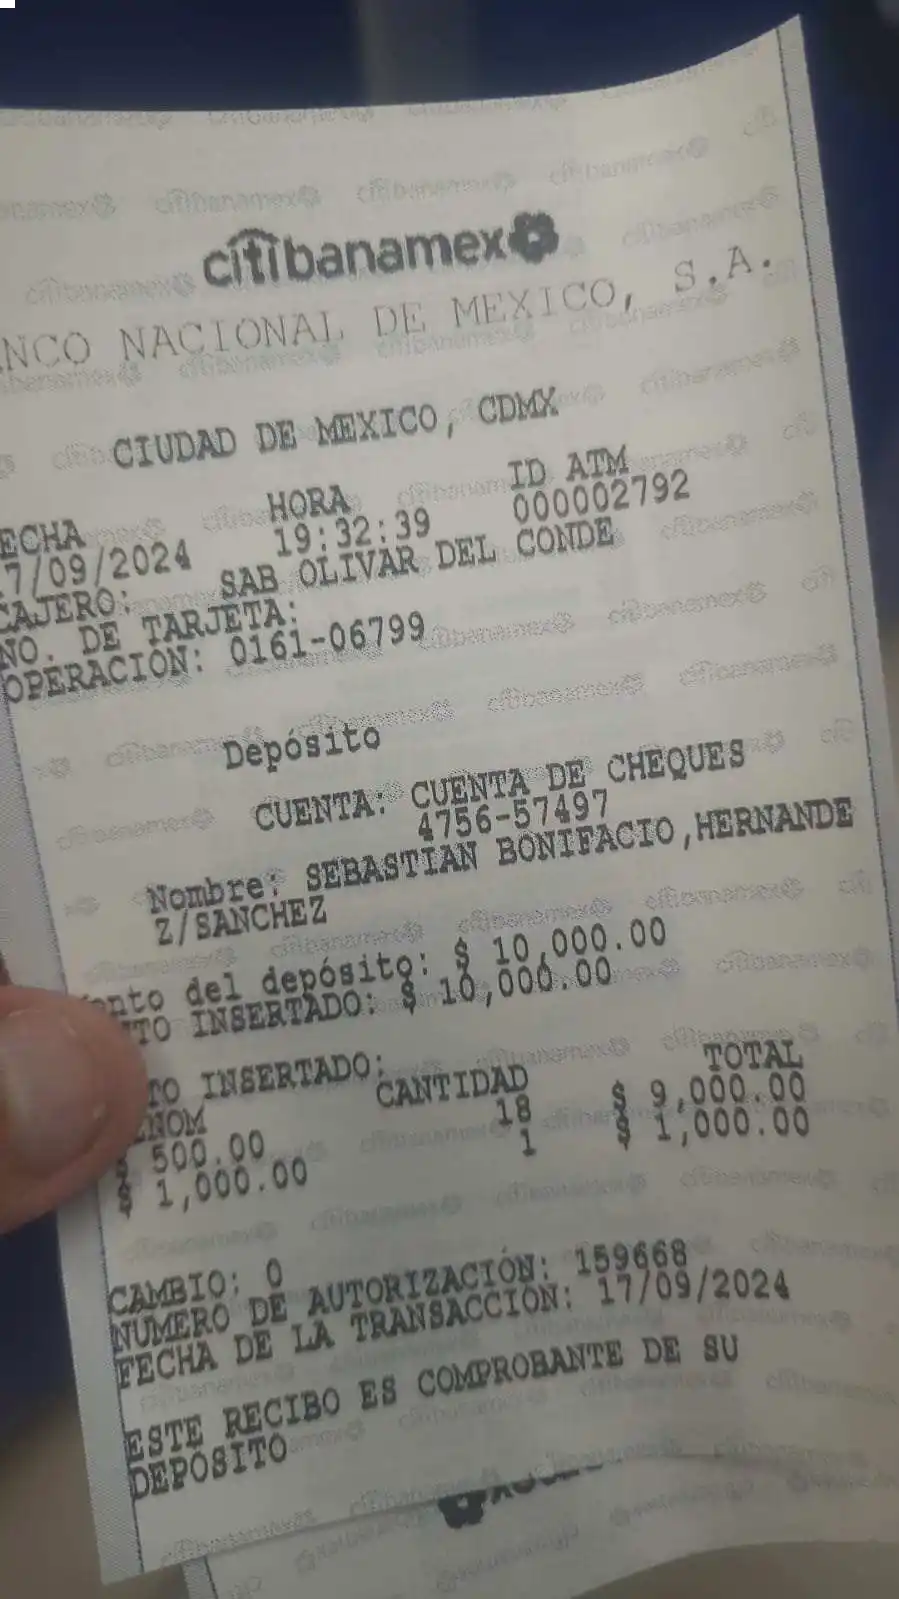 citibanamex
NCO NACIONAL DE MEXICO, S.A.
CIUDAD DE MEXICO, CDMX
ECHA HORA ID ATM
7/09/2024 19:32:39 000002792
CAJERO: SAB OLIVAR DEL CONDE
NO. DE TARJETA:
OPERACIÓN: 0161-06799
Depósito
CUENTA: CUENTA DE CHEQUES
4756-57497
Nombre: SEBASTIAN BONIFACIO,HERNANDE
Z/SANCHEZ
nto del depósito: $ 10,000.00
TO INSERTADO: $ 10,000.00
TO INSERTADO:
ENOM CANTIDAD TOTAL
$ 500.00 18 $ 9,000.00
$ 1,000.00 1 $ 1,000.00
CAMBIO: 0
NUMERO DE AUTORIZACIÓN: 159668
FECHA DE LA TRANSACCIÓN: 17/09/2024
ESTE RECIBO ES COMPROBANTE DE SU
DEPÓSITO